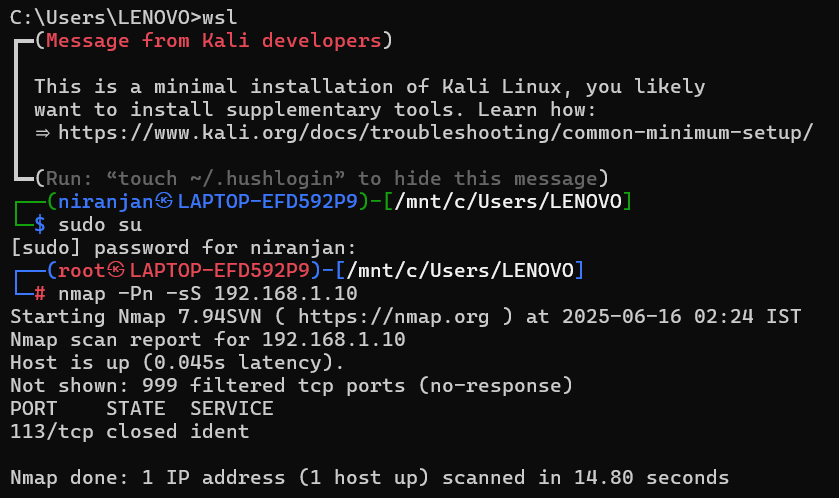 C:\Users\LENOVO>wsl
┏━(Message from Kali developers)
┃
┃ This is a minimal installation of Kali Linux, you likely
┃ want to install supplementary tools. Learn how:
┃ ⇒ https://www.kali.org/docs/troubleshooting/common-minimum-setup/
┃
┗━(Run: “touch ~/.hushlogin” to hide this message)
┌──(niranjan㉿LAPTOP-EFD592P9)-[/mnt/c/Users/LENOVO]
└─$ sudo su
[sudo] password for niranjan:
┌──(root㉿LAPTOP-EFD592P9)-[/mnt/c/Users/LENOVO]
└─# nmap -Pn -sS 192.168.1.10
Starting Nmap 7.94SVN ( https://nmap.org ) at 2025-06-16 02:24 IST
Nmap scan report for 192.168.1.10
Host is up (0.045s latency).
Not shown: 999 filtered tcp ports (no-response)
PORT    STATE  SERVICE
113/tcp closed ident

Nmap done: 1 IP address (1 host up) scanned in 14.80 seconds